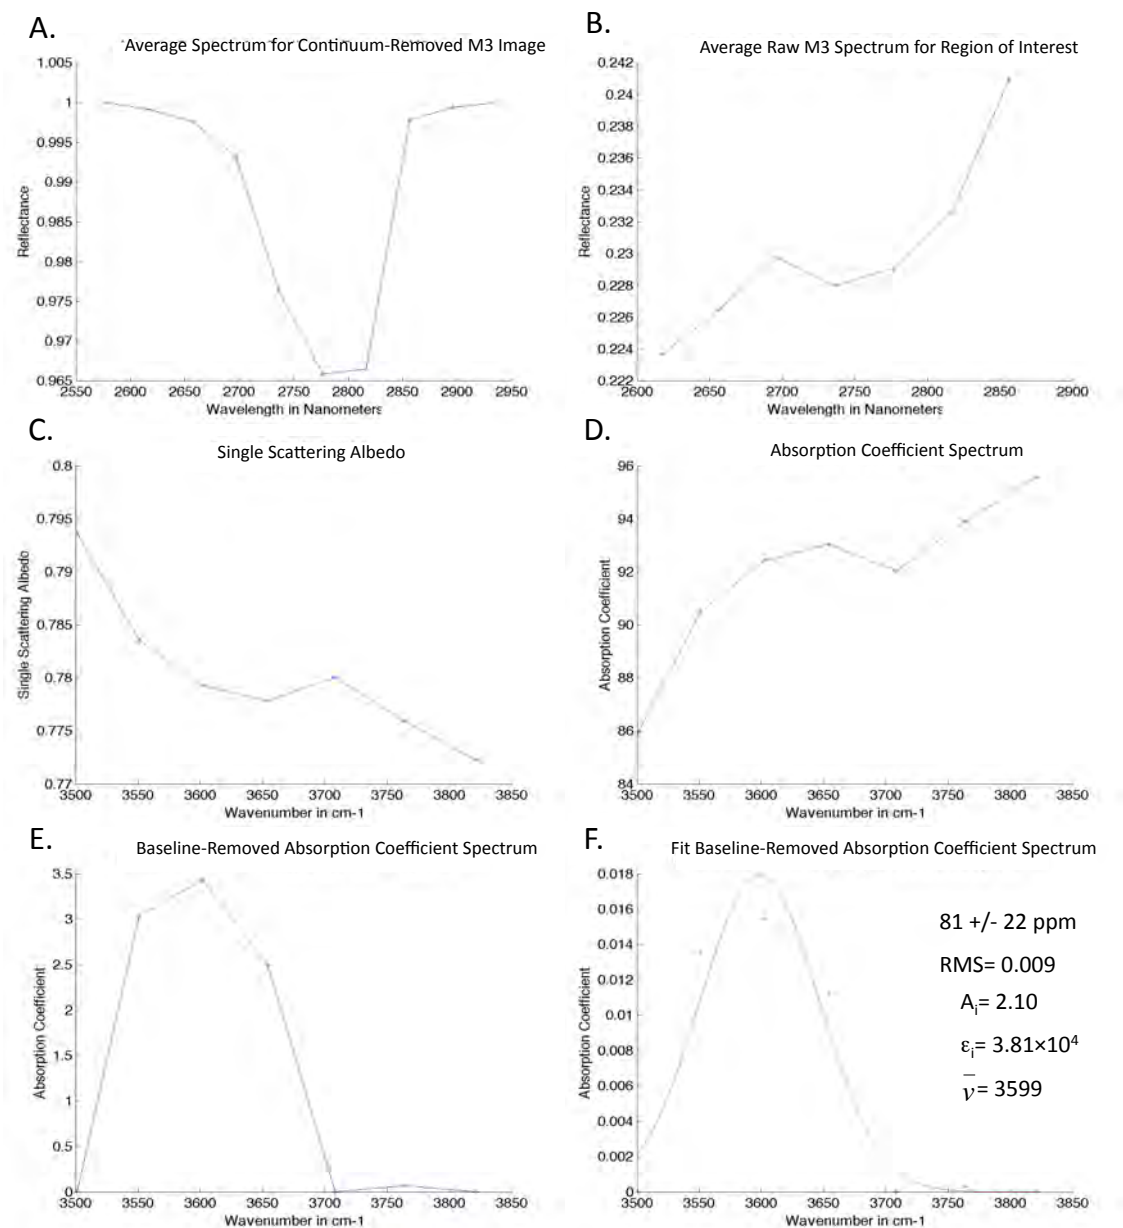 A.
Average Spectrum for Continuum-Removed M3 Image
1.005
1
0.995
0.99
0.985
0.98
0.975
0.97
0.965
Reflectance
2550 2600 2650 2700 2750 2800 2850 2900 2950
Wavelength in Nanometers
B.
Average Raw M3 Spectrum for Region of Interest
0.242
0.24
0.238
0.236
0.234
0.232
0.23
0.228
0.226
0.224
0.222
Reflectance
2600 2650 2700 2750 2800 2850 2900
Wavelength in Nanometers
C.
Single Scattering Albedo
0.8
0.795
0.79
0.785
0.78
0.775
0.77
Single Scattering Albedo
3500 3550 3600 3650 3700 3750 3800 3850
Wavenumber in cm-1
D.
Absorption Coefficient Spectrum
96
94
92
90
88
86
84
Absorption Coefficient
3500 3550 3600 3650 3700 3750 3800 3850
Wavenumber in cm-1
E.
Baseline-Removed Absorption Coefficient Spectrum
3.5
3
2.5
2
1.5
1
0.5
0
Absorption Coefficient
3500 3550 3600 3650 3700 3750 3800 3850
Wavenumber in cm-1
F.
Fit Baseline-Removed Absorption Coefficient Spectrum
0.018
0.016
0.014
0.012
0.01
0.008
0.006
0.004
0.002
0
Absorption Coefficient
3500 3550 3600 3650 3700 3750 3800 3850
Wavenumber in cm-1
81 +/- 22 ppm
RMS= 0.009
Aᵢ= 2.10
εᵢ= 3.81×10⁴
v̅= 3599